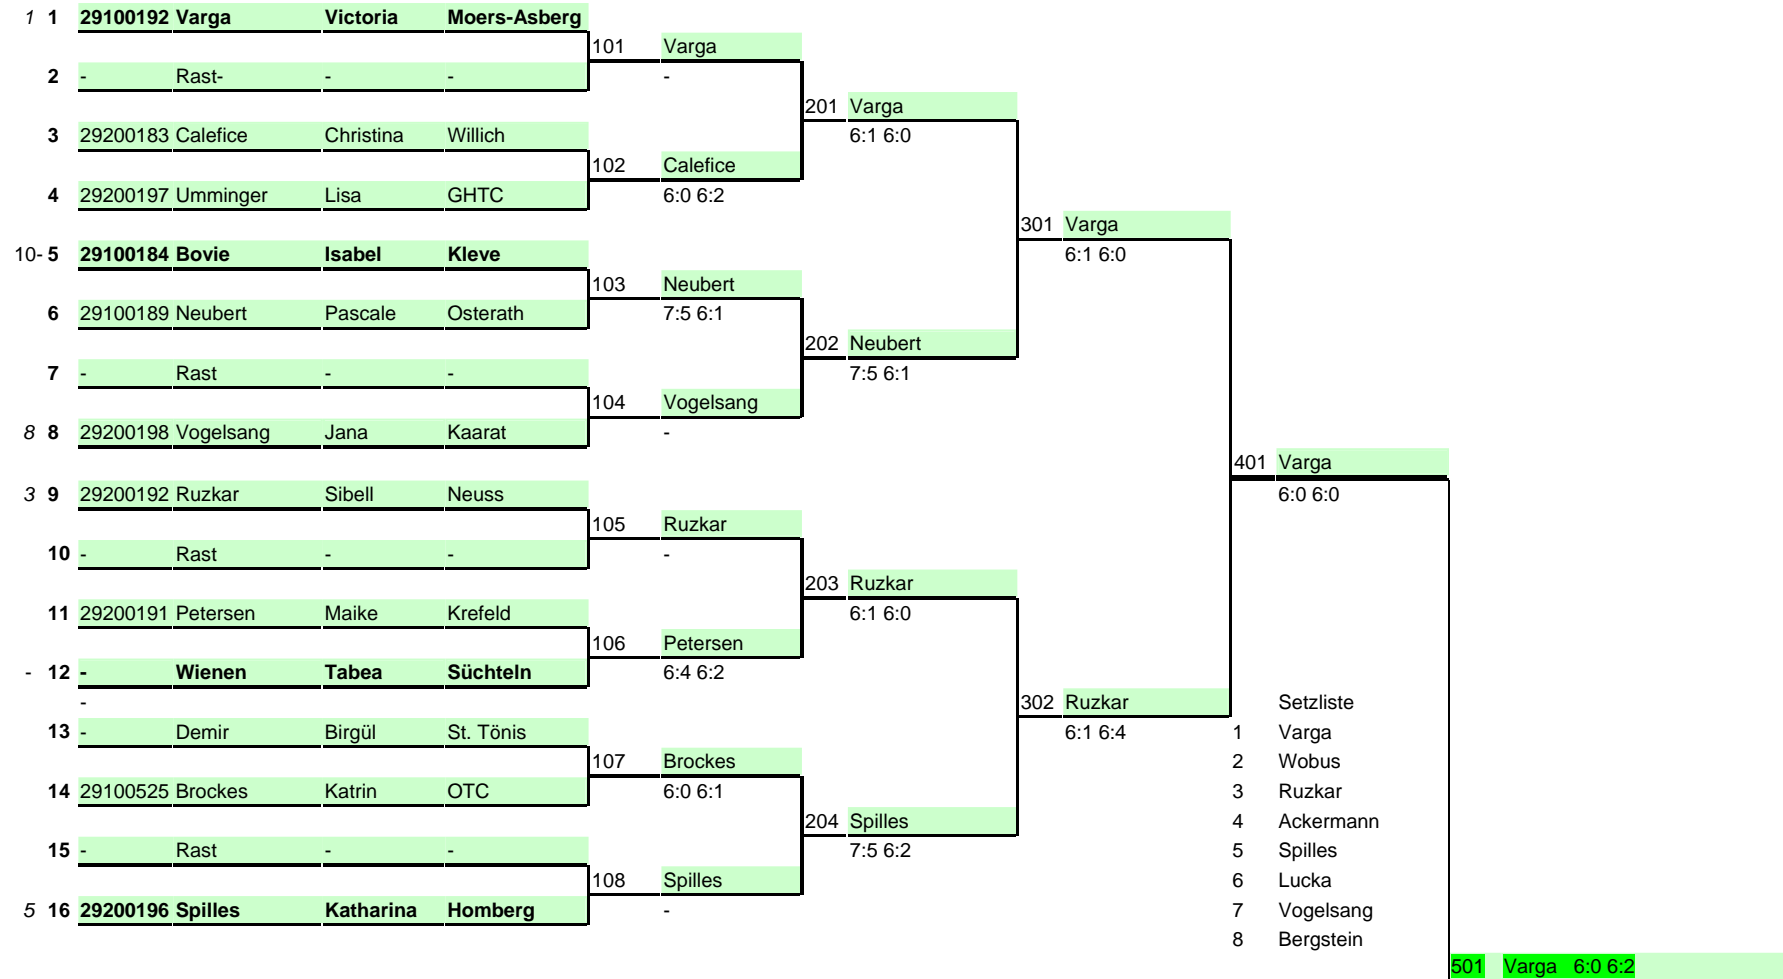 1 1 29100192 Varga Victoria Moers-Asberg
101 Varga
2 - Rast- - - -
201 Varga
3 29200183 Calefice Christina Willich 6:1 6:0
102 Calefice
4 29200197 Umminger Lisa GHTC 6:0 6:2
301 Varga
10- 5 29100184 Bovie Isabel Kleve 6:1 6:0
103 Neubert
6 29100189 Neubert Pascale Osterath 7:5 6:1
202 Neubert
7 - Rast - - 7:5 6:1
104 Vogelsang
8 8 29200198 Vogelsang Jana Kaarat -
401 Varga
3 9 29200192 Ruzkar Sibell Neuss 6:0 6:0
105 Ruzkar
10 - Rast - - -
203 Ruzkar
11 29200191 Petersen Maike Krefeld 6:1 6:0
106 Petersen
- 12 - Wienen Tabea Süchteln 6:4 6:2
- 302 Ruzkar Setzliste
13 - Demir Birgül St. Tönis 6:1 6:4 1 Varga
107 Brockes 2 Wobus
14 29100525 Brockes Katrin OTC 6:0 6:1 3 Ruzkar
204 Spilles 4 Ackermann
15 - Rast - - 7:5 6:2 5 Spilles
108 Spilles 6 Lucka
5 16 29200196 Spilles Katharina Homberg - 7 Vogelsang
8 Bergstein
501 Varga 6:0 6:2